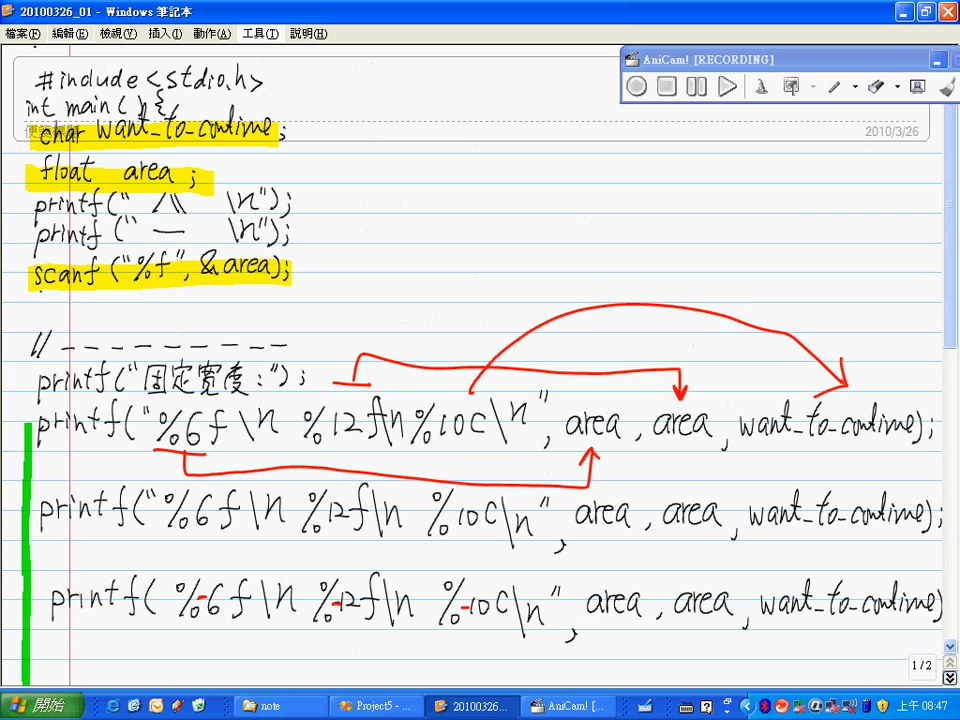 20100326_01 - Windows 筆記本
檔案(F) 編輯(E) 檢視(V) 插入(I) 動作(A) 工具(T) 說明(H)
AniCam! [RECORDING]
#include <stdio.h>
int main ( ) {
char want_to_contime ;
2010/3/26
float area ;
printf(" /\\ \n");
printf (" — \n");
scanf ("%f", &area);
// - - - - - - - - - -
printf("固定寬度:");
printf("%6f \n %12f\n %10c\n", area, area, want_to_contime);
printf("%6f\n %12f\n %10c\n", area, area, want_to_contime);
printf( %-6f\n %-12f\n %-10c\n", area, area, want_to_contime)
1/2
開始 note Project5 - ... 20100326... AniCam! [... 上午 08:47